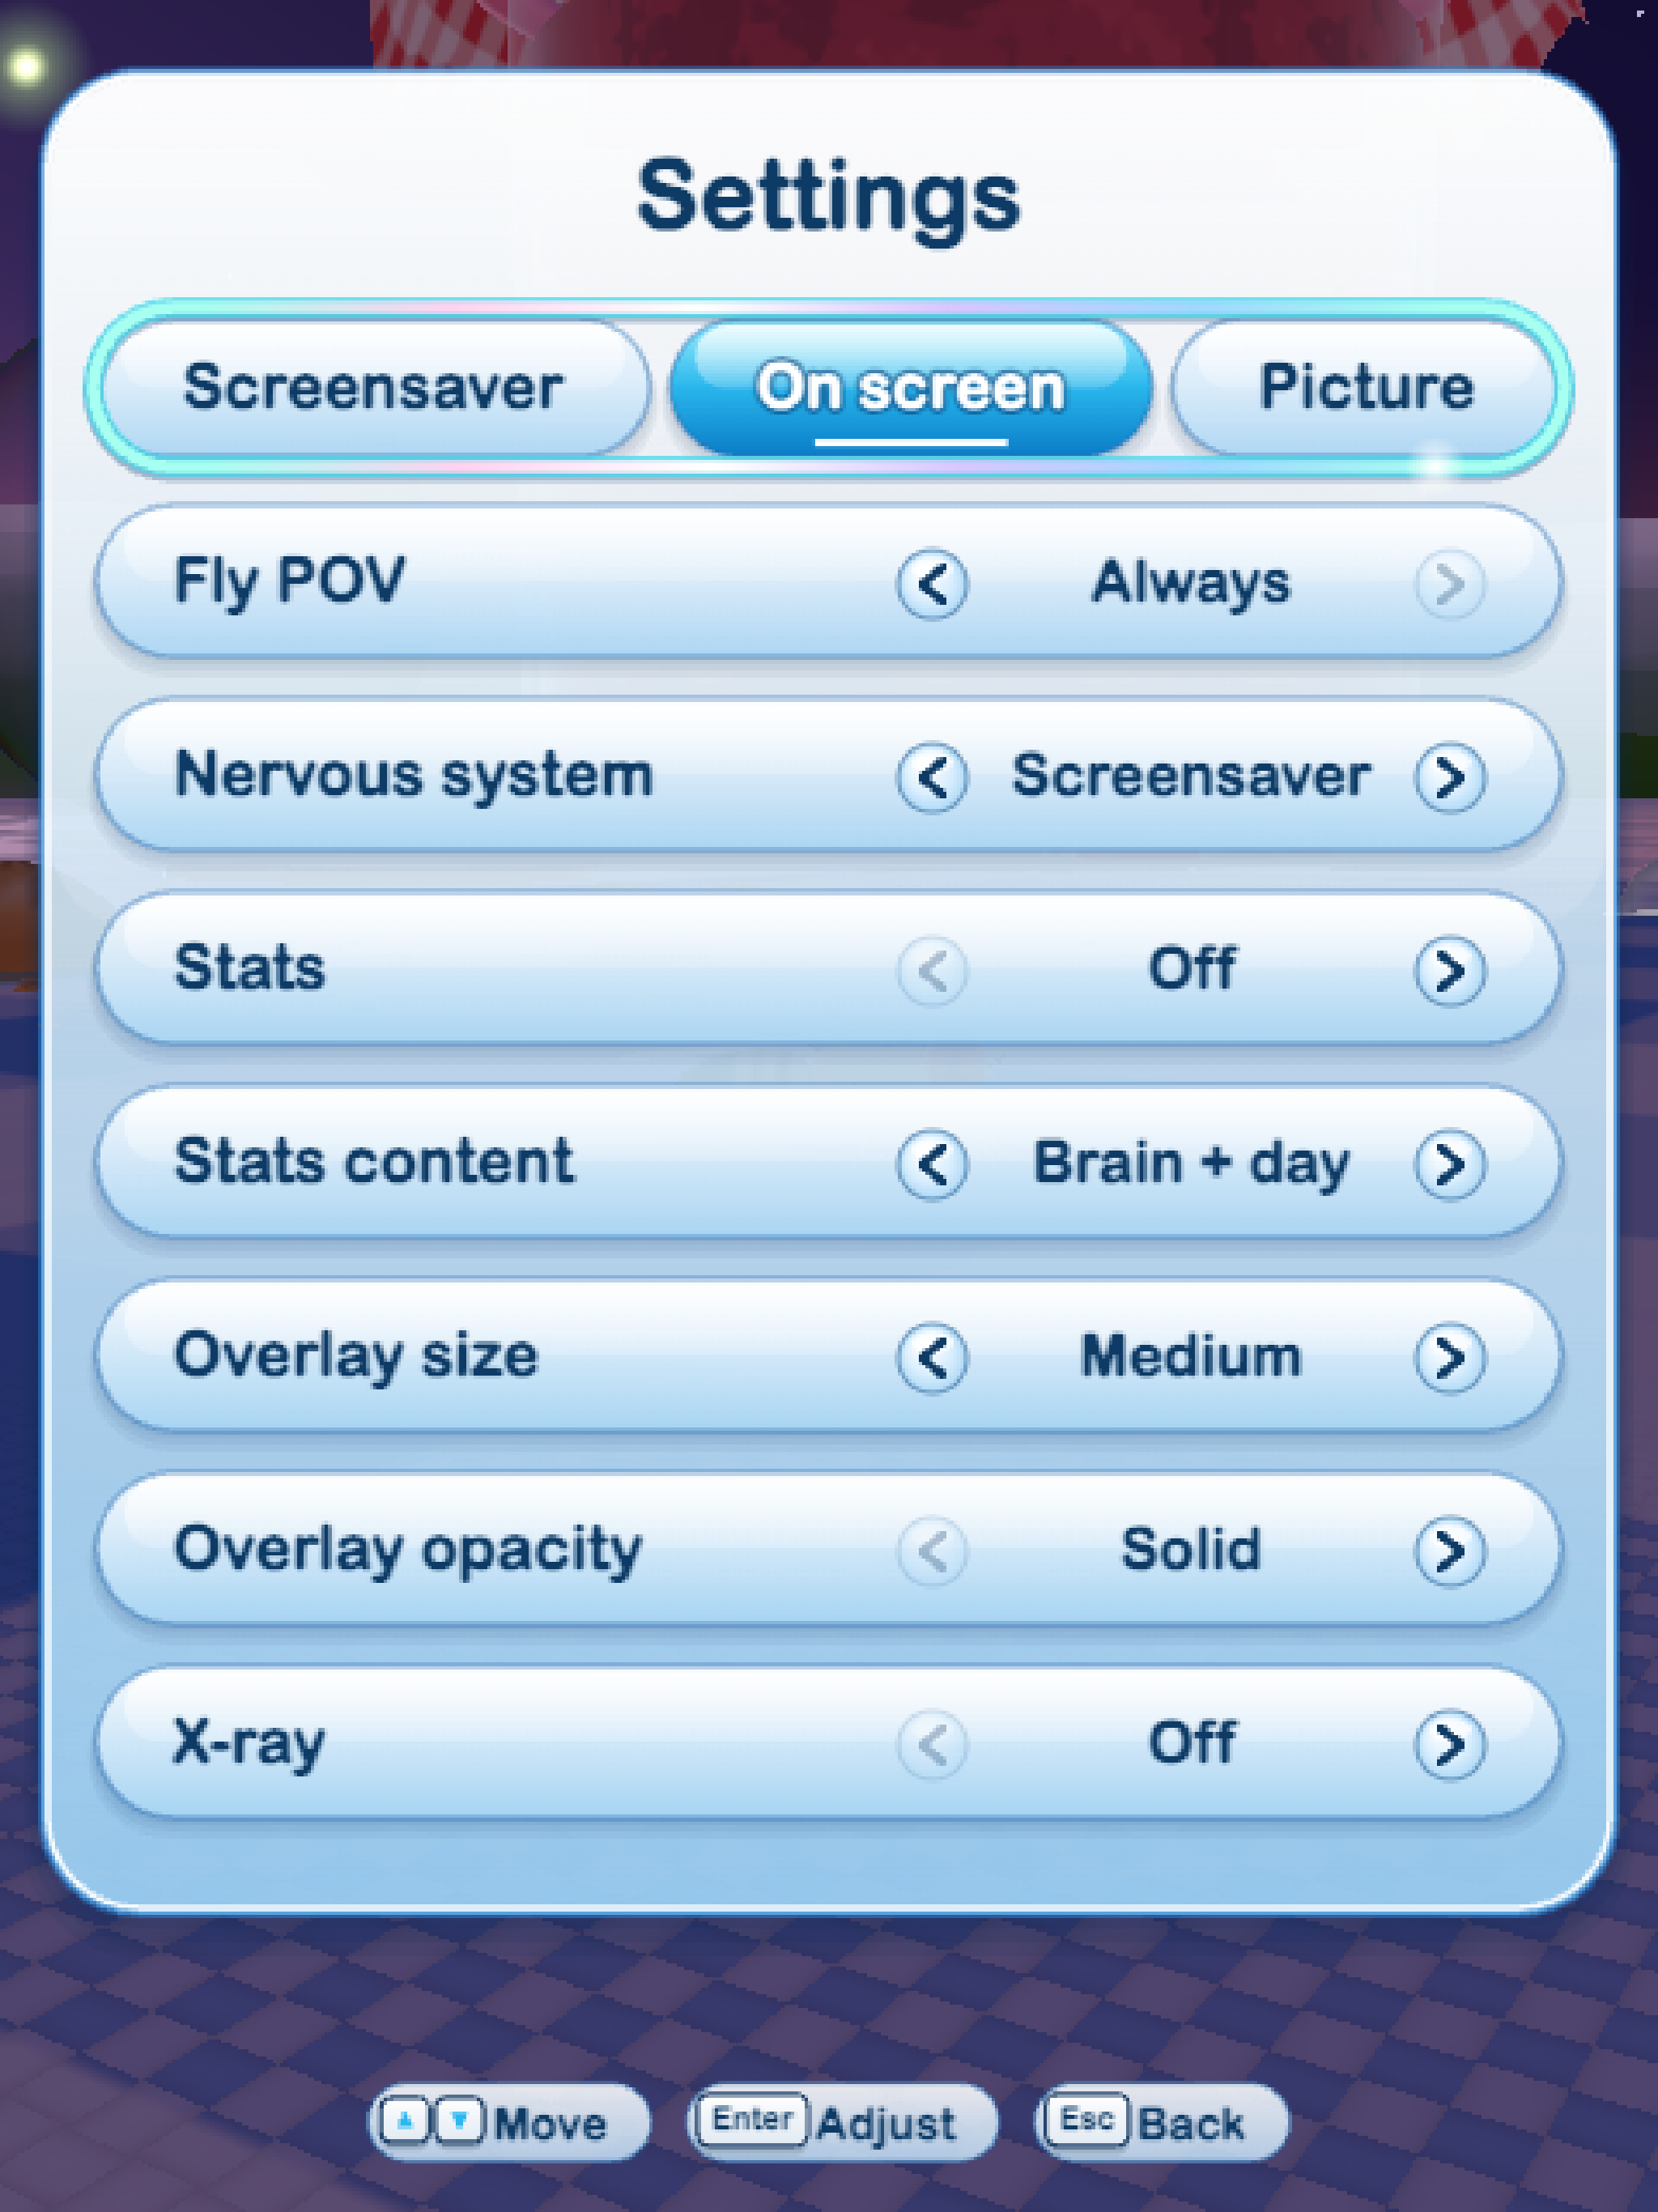 Settings
Screensaver On screen Picture
Fly POV < Always >
Nervous system < Screensaver >
Stats < Off >
Stats content < Brain + day >
Overlay size < Medium >
Overlay opacity < Solid >
X-ray < Off >
▲ ▼ Move Enter Adjust Esc Back